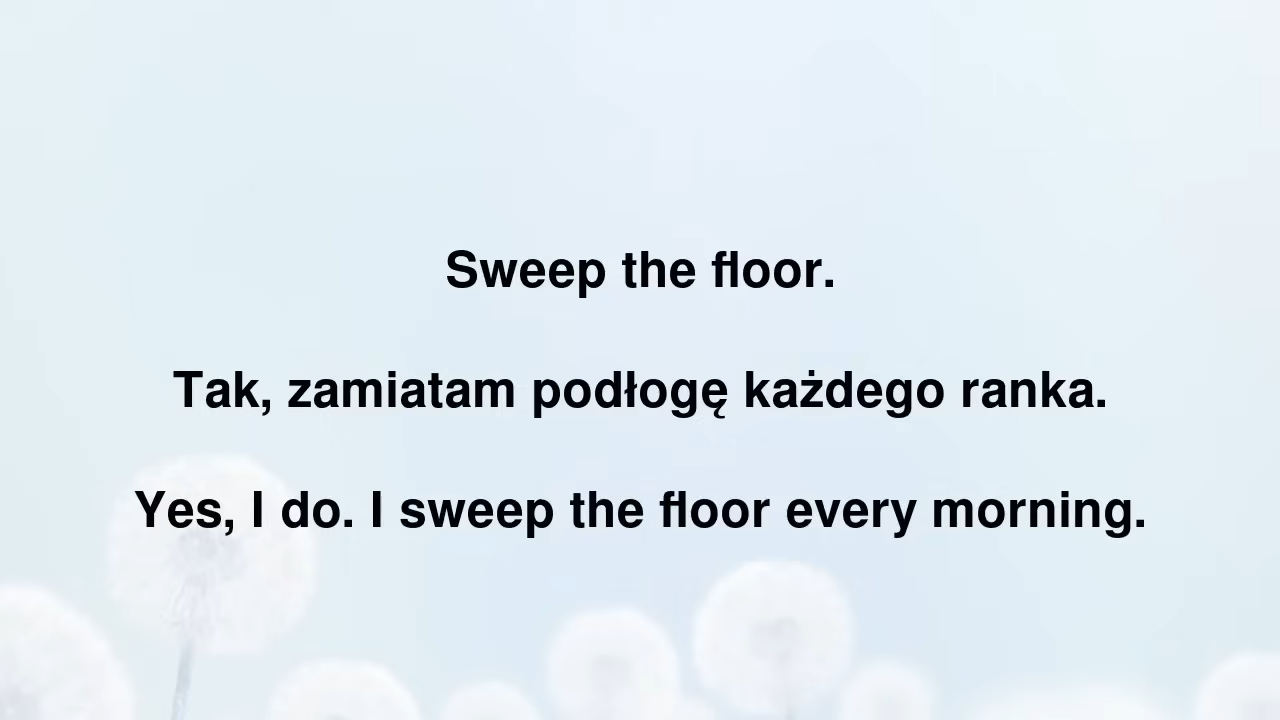 Sweep the floor.
Tak, zamiatam podłogę każdego ranka.
Yes, I do. I sweep the floor every morning.